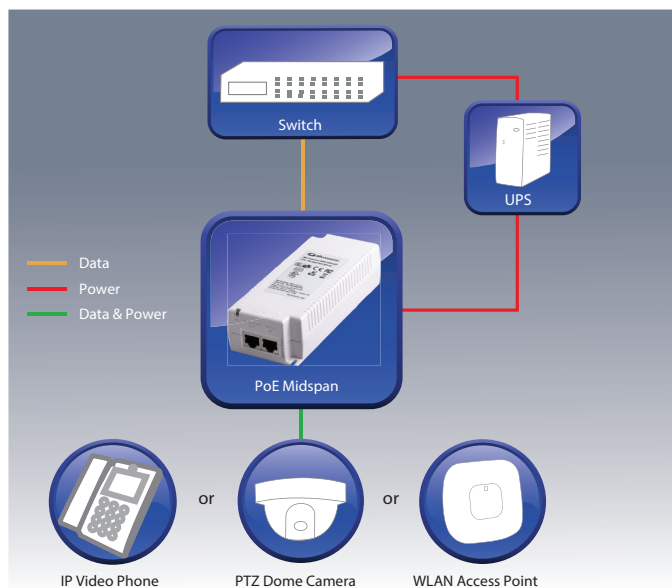 Switch
UPS
Data
Power
Data & Power
PoE Midspan
or
or
IP Video Phone
PTZ Dome Camera
WLAN Access Point